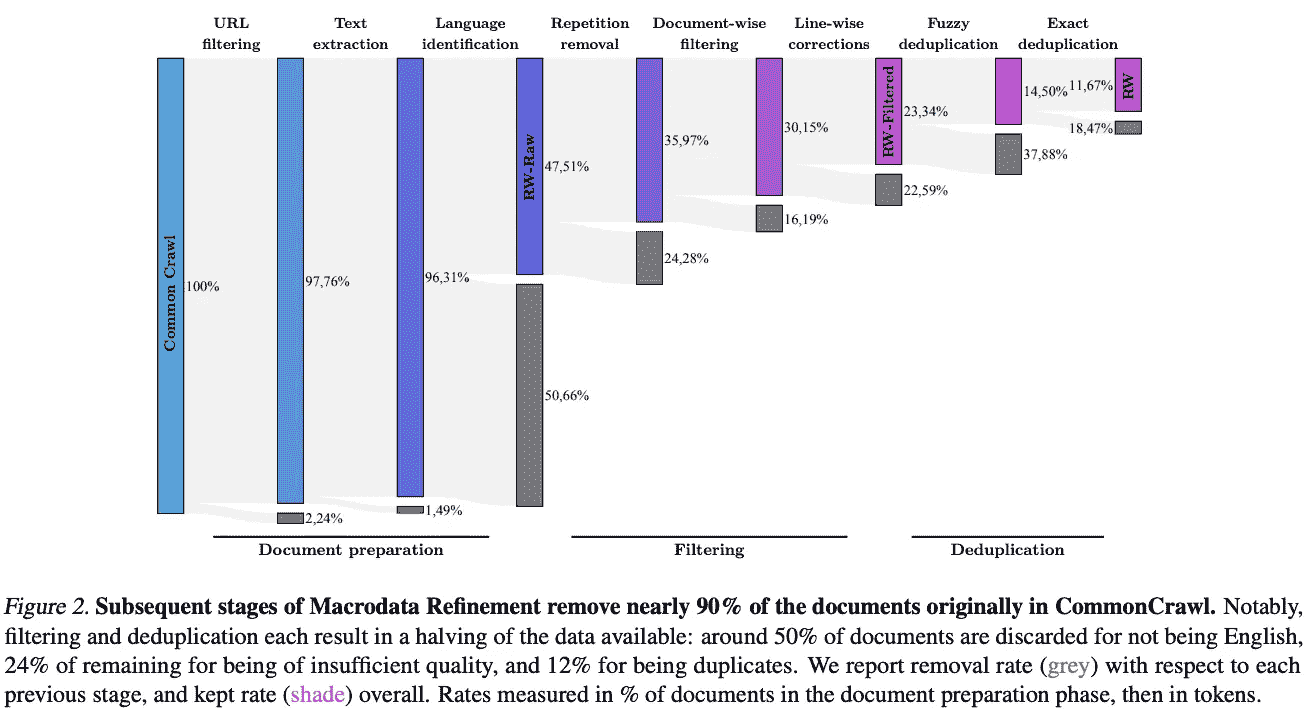 URL filtering
Text extraction
Language identification
Repetition removal
Document-wise filtering
Line-wise corrections
Fuzzy deduplication
Exact deduplication
Common Crawl
100%
97,76%
2,24%
96,31%
1,49%
RW-Raw
47,51%
50,66%
35,97%
24,28%
30,15%
16,19%
RW-Filtered
23,34%
22,59%
14,50%
37,88%
11,67%
RW
18,47%
Document preparation
Filtering
Deduplication
Figure 2. Subsequent stages of Macrodata Refinement remove nearly 90% of the documents originally in CommonCrawl. Notably,
filtering and deduplication each result in a halving of the data available: around 50% of documents are discarded for not being English,
24% of remaining for being of insufficient quality, and 12% for being duplicates. We report removal rate (grey) with respect to each
previous stage, and kept rate (shade) overall. Rates measured in % of documents in the document preparation phase, then in tokens.